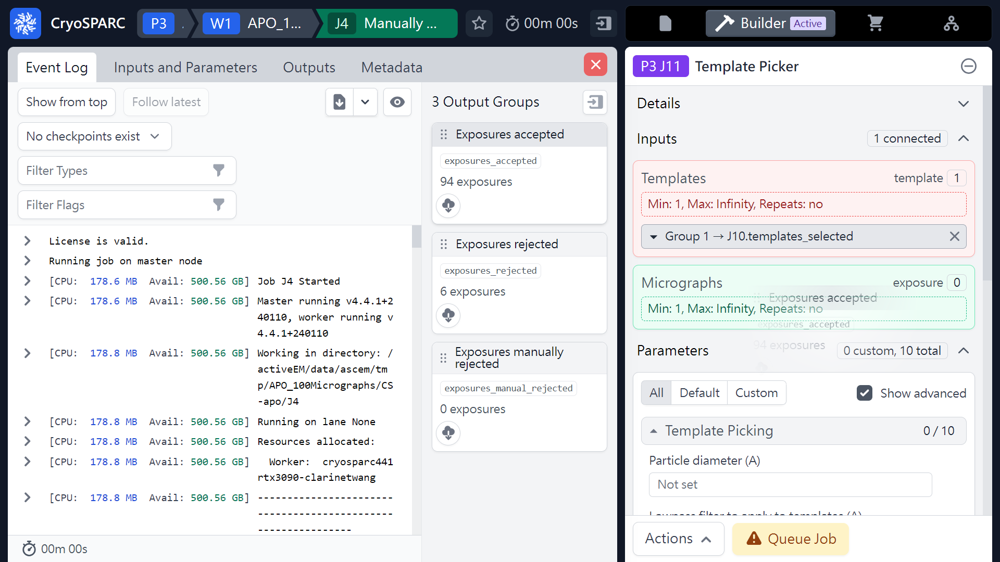 CryoSPARC
P3
W1 APO_1...
J4 Manually ...
00m 00s
Builder Active
Event Log
Inputs and Parameters
Outputs
Metadata
Show from top
Follow latest
No checkpoints exist
Filter Types
Filter Flags
License is valid.
Running job on master node
[CPU: 178.6 MB Avail: 500.56 GB] Job J4 Started
[CPU: 178.6 MB Avail: 500.56 GB] Master running v4.4.1+2
40110, worker running v
4.4.1+240110
[CPU: 178.8 MB Avail: 500.56 GB] Working in directory: /
activeEM/data/ascem/tm
p/APO_100Micrographs/CS
-apo/J4
[CPU: 178.8 MB Avail: 500.56 GB] Running on lane None
[CPU: 178.8 MB Avail: 500.56 GB] Resources allocated:
[CPU: 178.8 MB Avail: 500.56 GB] Worker: cryosparc441
rtx3090-clarinetwang
[CPU: 178.8 MB Avail: 500.56 GB] -----------------------
-----------------------
----------------
00m 00s
3 Output Groups
Exposures accepted
exposures_accepted
94 exposures
Exposures rejected
exposures_rejected
6 exposures
Exposures manually
rejected
exposures_manual_rejected
0 exposures
P3 J11 Template Picker
Details
Inputs
1 connected
Templates
template 1
Min: 1, Max: Infinity, Repeats: no
Group 1 → J10.templates_selected
Micrographs
exposure 0
Exposures accepted
Min: 1, Max: Infinity, Repeats: no
exposures_accepted
94 exposures
Parameters
0 custom, 10 total
All
Default
Custom
Show advanced
Template Picking
0 / 10
Particle diameter (A)
Not set
Lowpass filter to apply to templates (A)
Actions
Queue Job